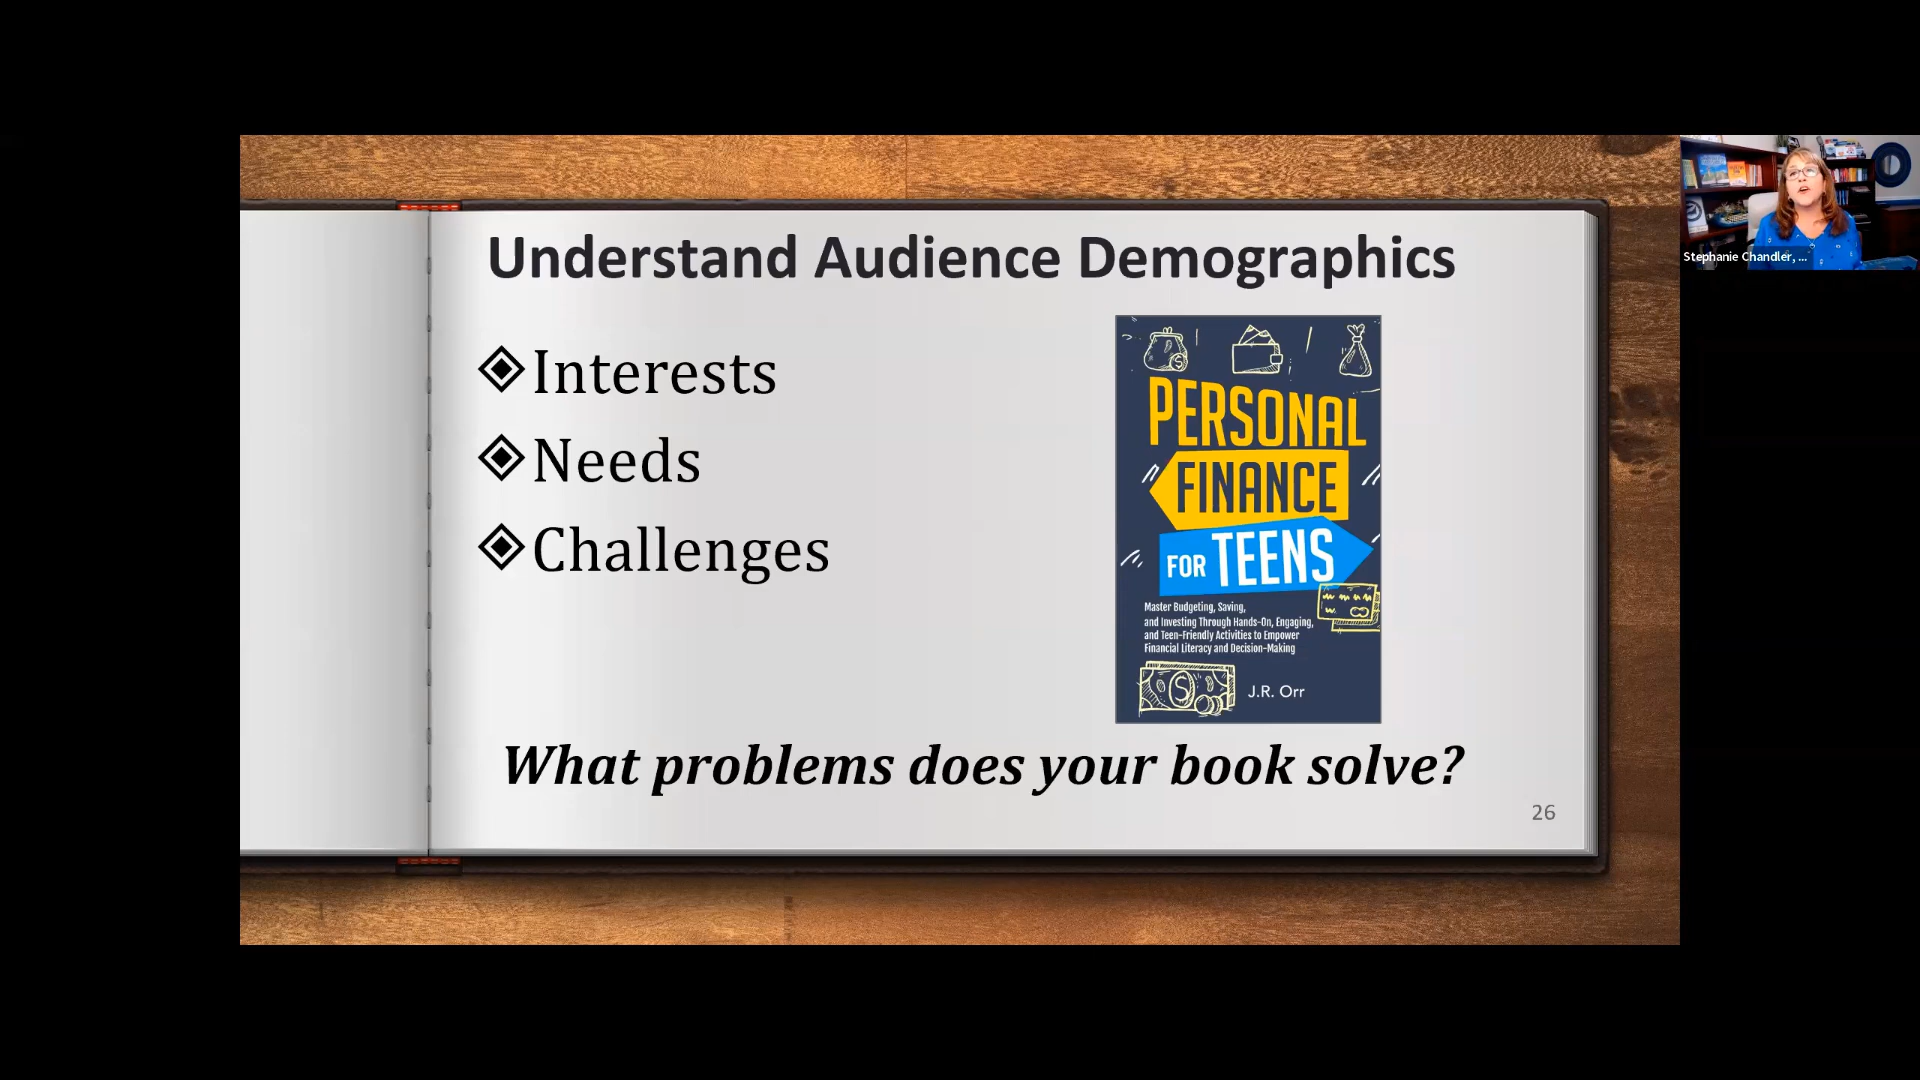 Understand Audience Demographics
Interests
Needs
Challenges
PERSONAL
FINANCE
FOR TEENS
Master Budgeting, Saving,
and Investing Through Hands-On, Engaging,
and Teen-Friendly Activities to Empower
Financial Literacy and Decision-Making
J.R. Orr
What problems does your book solve?
26
Stephanie Chandler, ...